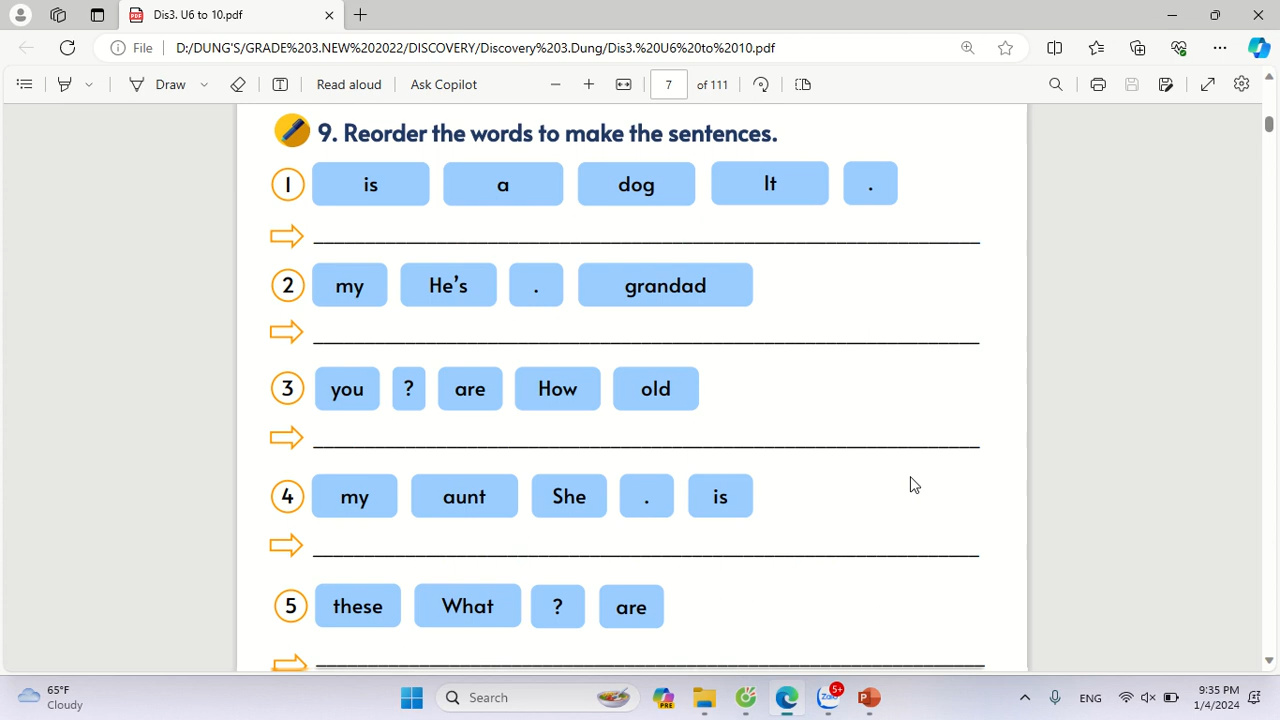 Dis3. U6 to 10.pdf
File D:/DUNG'S/GRADE%203.NEW%202022/DISCOVERY/Discovery%203.Dung/Dis3.%20U6%20to%2010.pdf
Draw Read aloud Ask Copilot 7 of 111
9. Reorder the words to make the sentences.
1 is a dog It .
2 my He's . grandad
3 you ? are How old
4 my aunt She . is
5 these What ? are
65°F
Cloudy
Search
PRE
5+
ENG
9:35 PM
1/4/2024